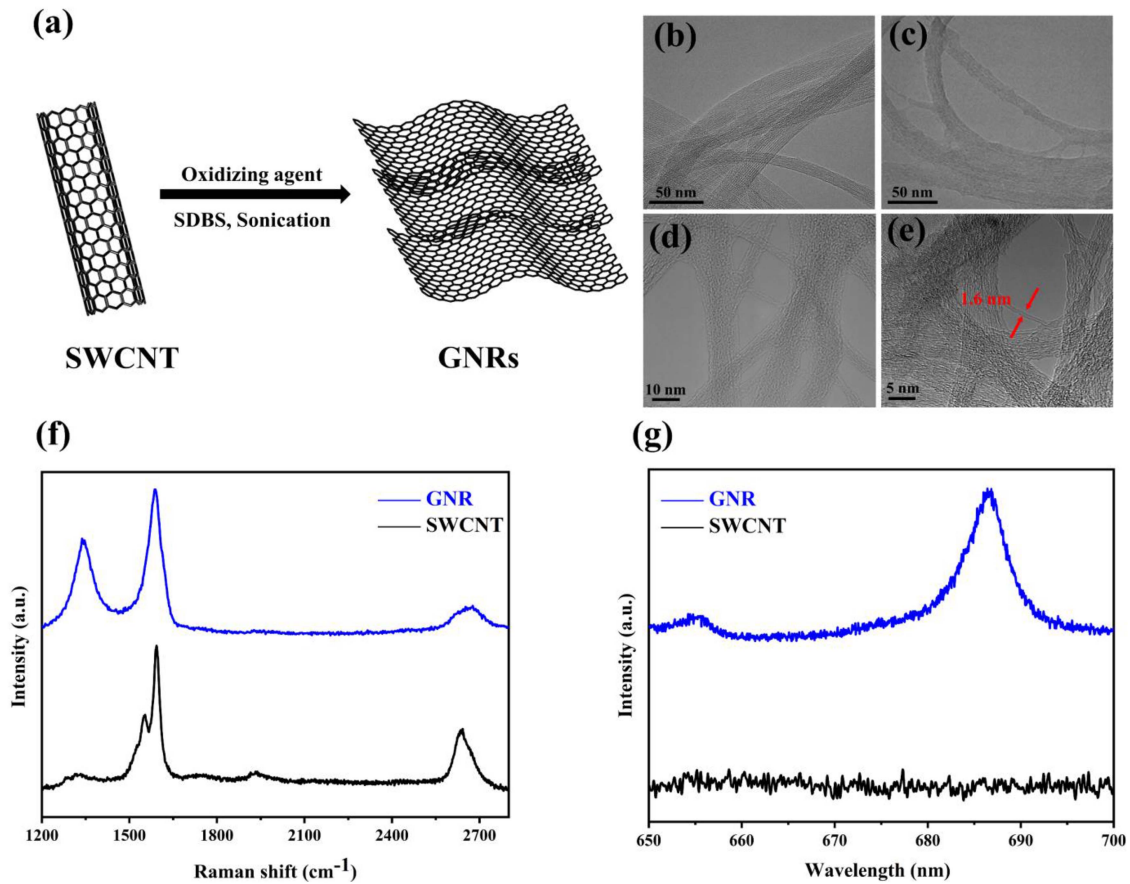 (a)
Oxidizing agent
SDBS, Sonication
SWCNT
GNRs
(b)
50 nm
(c)
50 nm
(d)
10 nm
(e)
1.6 nm
5 nm
(f)
GNR
SWCNT
Intensity (a.u.)
1200 1500 1800 2100 2400 2700
Raman shift (cm⁻¹)
(g)
GNR
SWCNT
Intensity (a.u.)
650 660 670 680 690 700
Wavelength (nm)